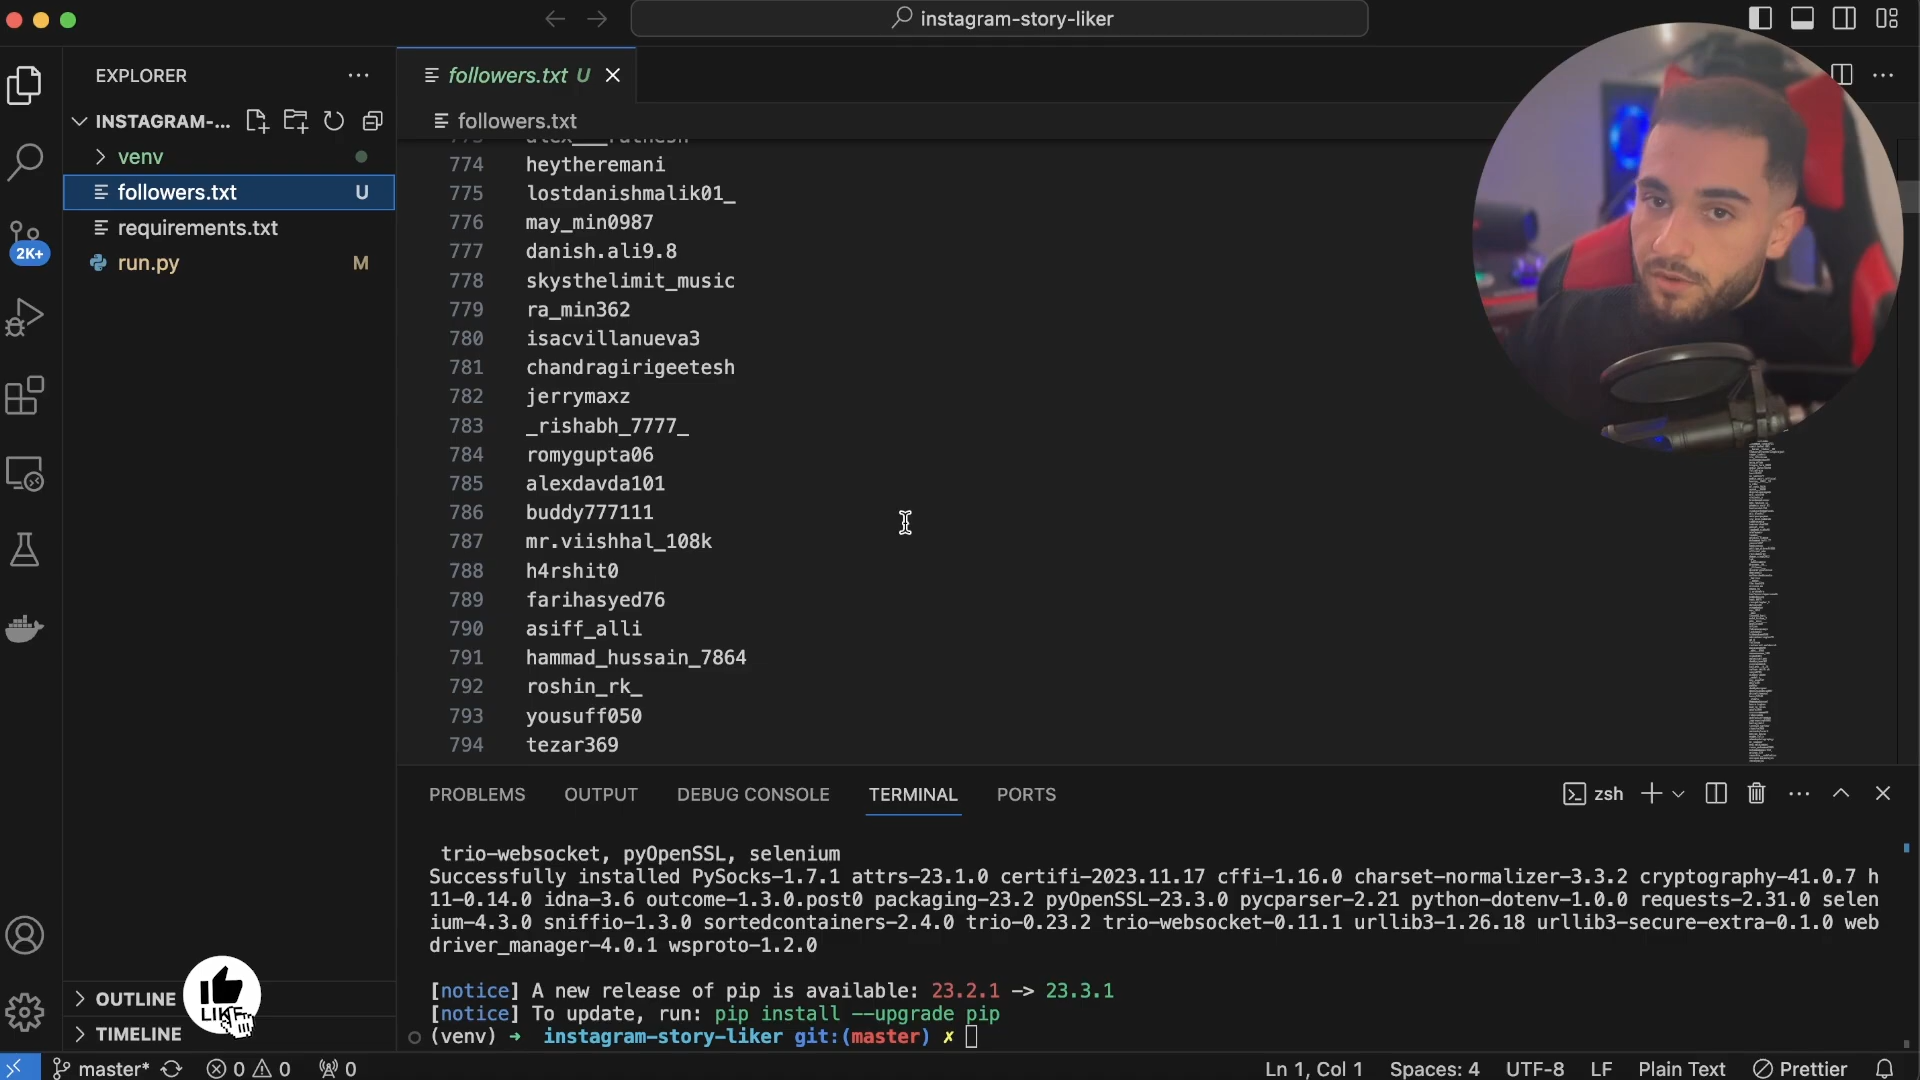 instagram-story-liker
EXPLORER
followers.txt U
INSTAGRAM-...
followers.txt
venv
followers.txt U
requirements.txt
run.py M
2K+
774 heytheremani
775 lostdanishmalik01_
776 may_min0987
777 danish.ali9.8
778 skysthelimit_music
779 ra_min362
780 isacvillanueva3
781 chandragirigeetesh
782 jerrymaxz
783 _rishabh_7777_
784 romygupta06
785 alexdavda101
786 buddy777111
787 mr.viishhal_108k
788 h4rshit0
789 farihasyed76
790 asiff_alli
791 hammad_hussain_7864
792 roshin_rk_
793 yousuff050
794 tezar369
PROBLEMS OUTPUT DEBUG CONSOLE TERMINAL PORTS
zsh
trio-websocket, pyOpenSSL, selenium
Successfully installed PySocks-1.7.1 attrs-23.1.0 certifi-2023.11.17 cffi-1.16.0 charset-normalizer-3.3.2 cryptography-41.0.7 h
11-0.14.0 idna-3.6 outcome-1.3.0.post0 packaging-23.2 pyOpenSSL-23.3.0 pycparser-2.21 python-dotenv-1.0.0 requests-2.31.0 selen
ium-4.3.0 sniffio-1.3.0 sortedcontainers-2.4.0 trio-0.23.2 trio-websocket-0.11.1 urllib3-1.26.18 urllib3-secure-extra-0.1.0 web
driver_manager-4.0.1 wsproto-1.2.0
[notice] A new release of pip is available: 23.2.1 -> 23.3.1
[notice] To update, run: pip install --upgrade pip
(venv) → instagram-story-liker git:(master) ✗
OUTLINE
LIKE
TIMELINE
master* 0 0 0
Ln 1, Col 1 Spaces: 4 UTF-8 LF Plain Text Prettier